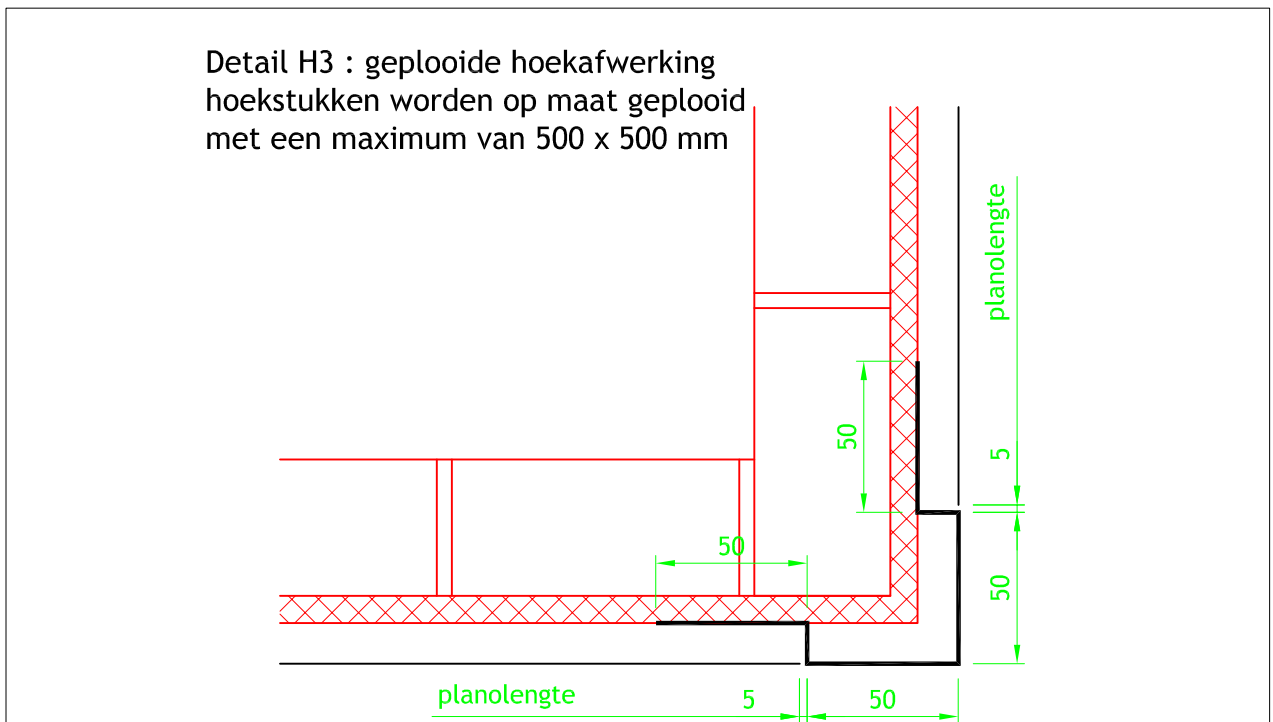 Detail H3 : geplooide hoekafwerking
hoekstukken worden op maat geplooid
met een maximum van 500 x 500 mm
planolengte
50
5
50
50
planolengte
5
50